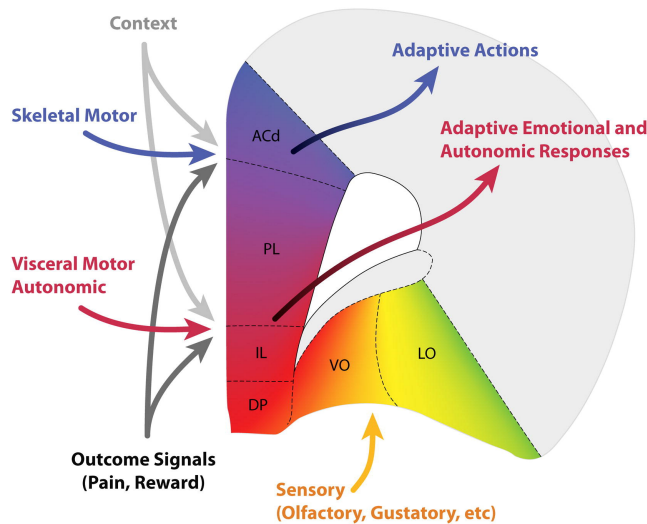 Context
Adaptive Actions
Skeletal Motor
ACd
Adaptive Emotional and
Autonomic Responses
PL
Visceral Motor
Autonomic
IL
VO
LO
DP
Outcome Signals
(Pain, Reward)
Sensory
(Olfactory, Gustatory, etc)